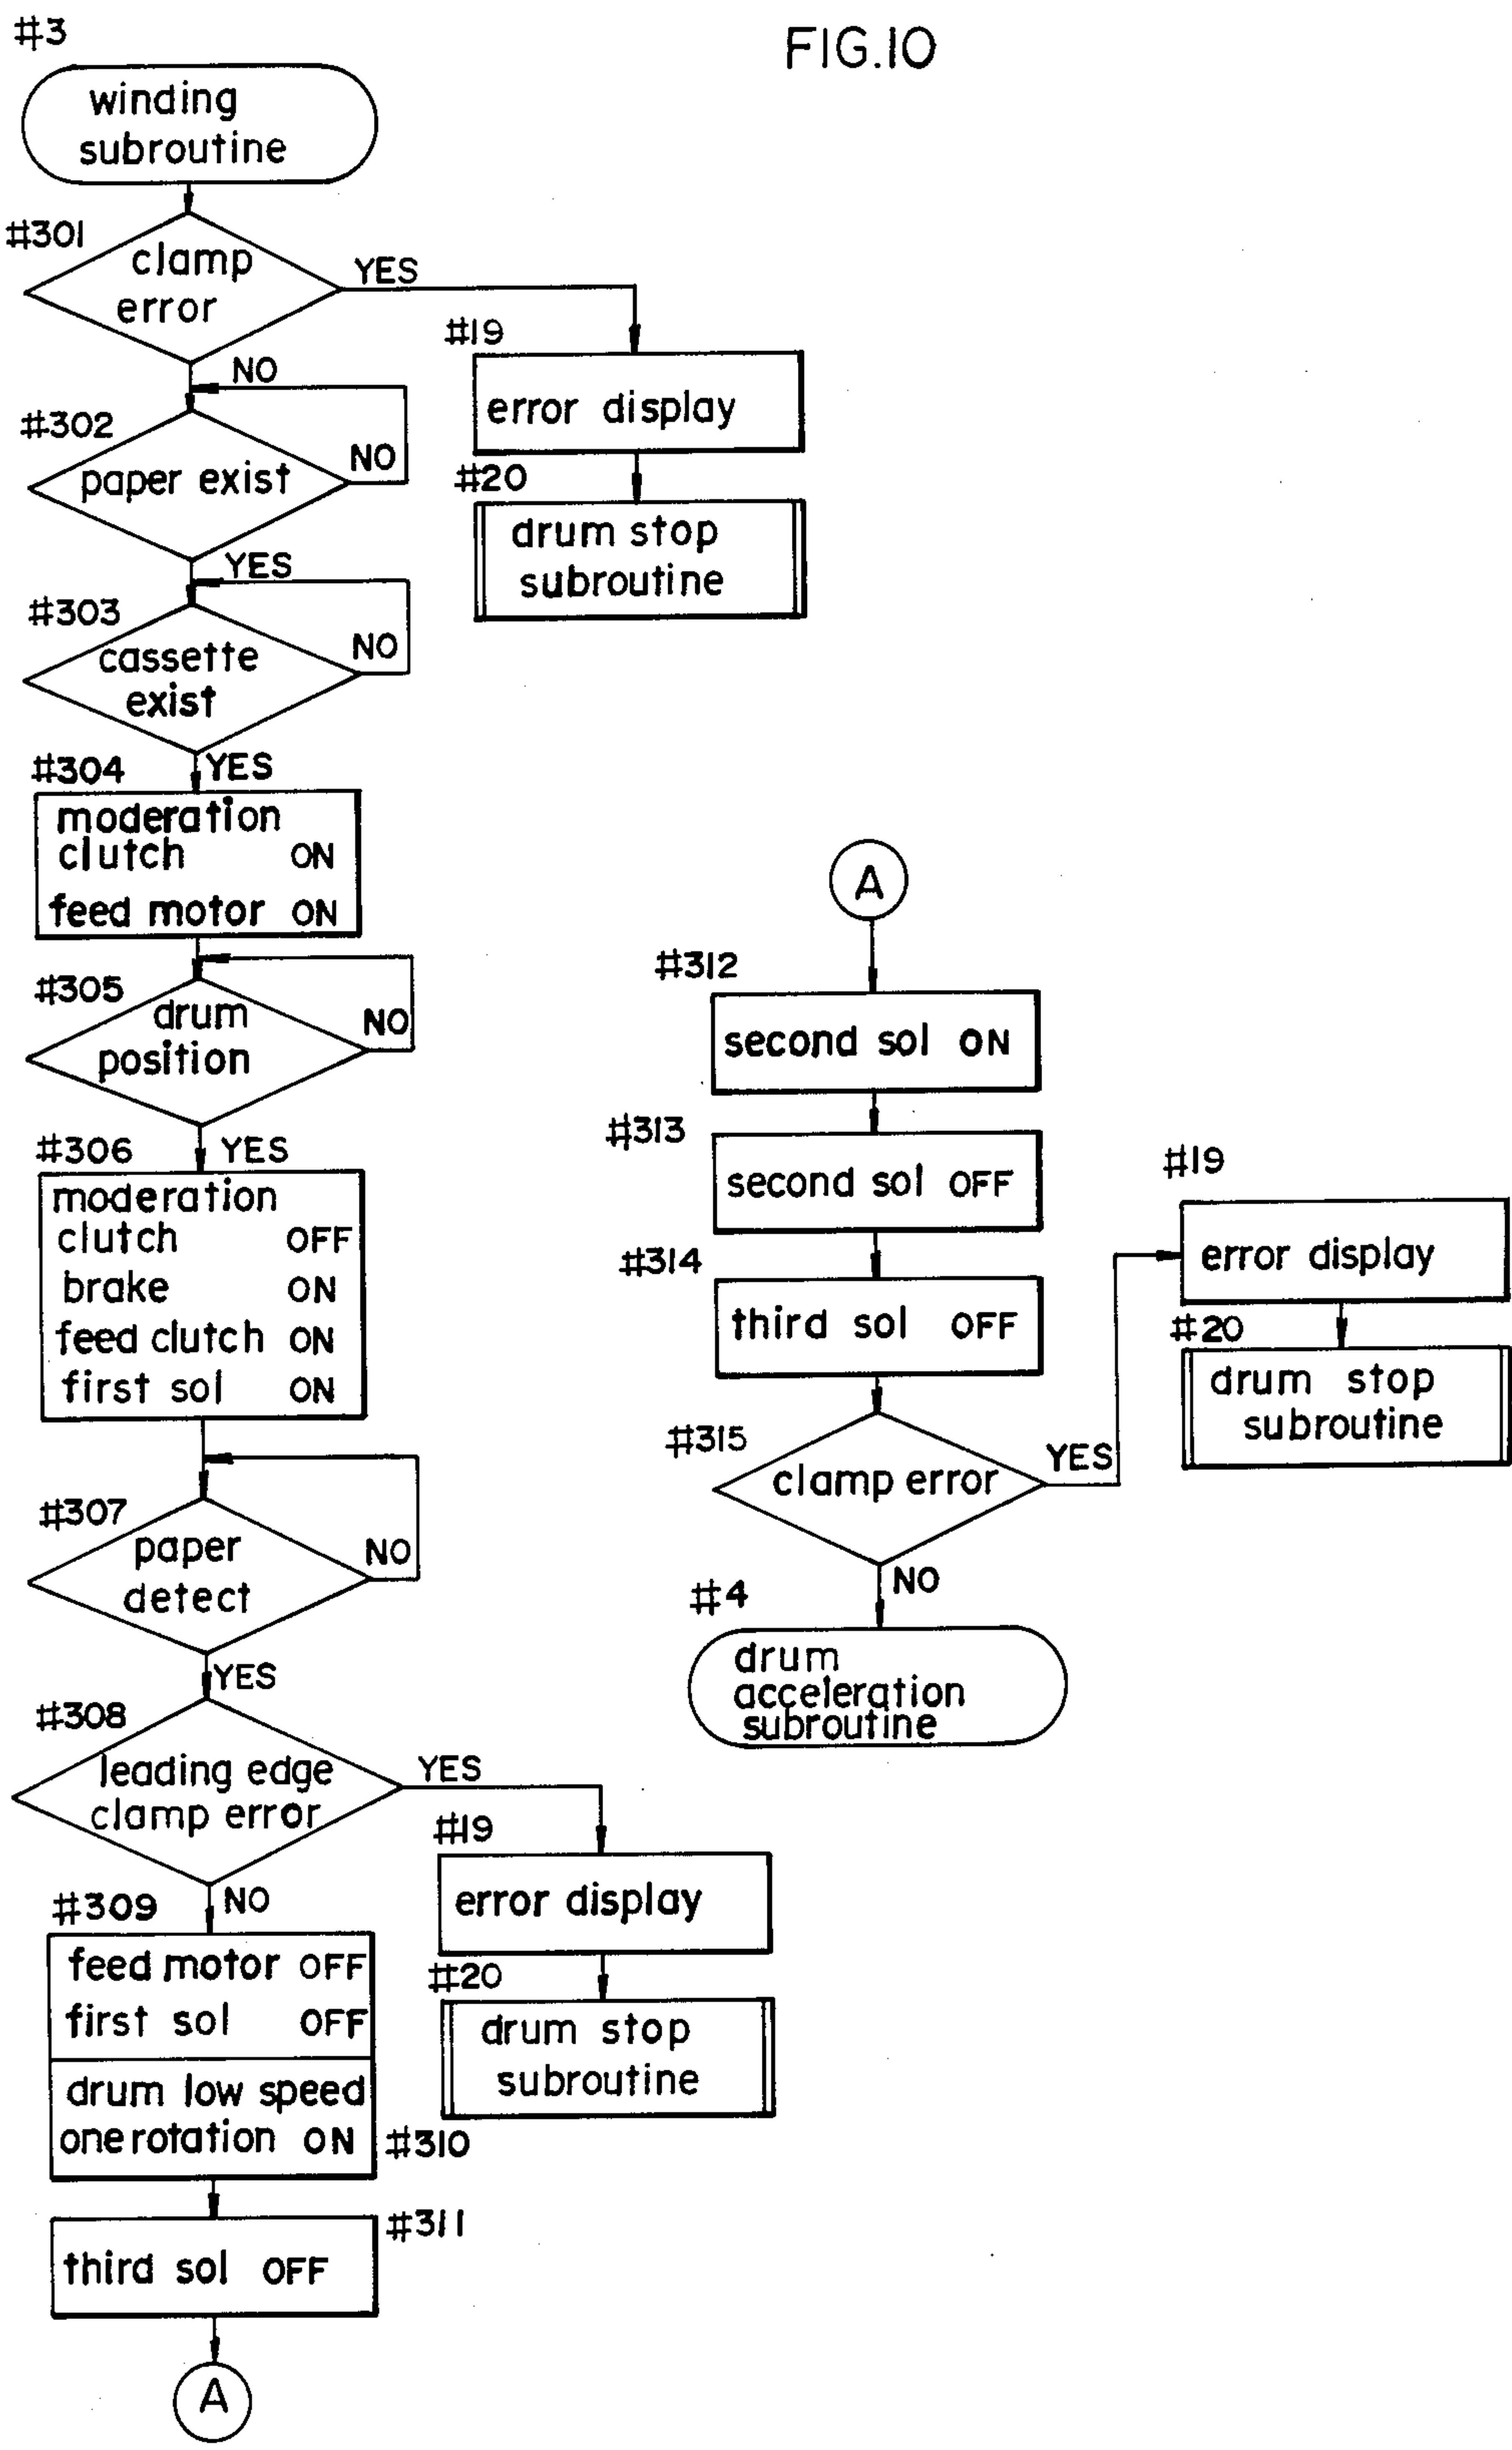 FIG.10
#3
winding
subroutine
#301
clamp
error
YES
NO
#19
error display
#20
drum stop
subroutine
#302
paper exist
NO
YES
#303
cassette
exist
NO
YES
#304
moderation
clutch ON
feed motor ON
#305
drum
position
NO
YES
#306
moderation
clutch OFF
brake ON
feed clutch ON
first sol ON
#307
paper
detect
NO
YES
#308
leading edge
clamp error
YES
#19
error display
#20
drum stop
subroutine
NO
#309
feed motor OFF
first sol OFF
drum low speed
one rotation ON
#310
#311
third sol OFF
A
A
#312
second sol ON
#313
second sol OFF
#314
third sol OFF
#315
clamp error
YES
#19
error display
#20
drum stop
subroutine
NO
#4
drum
acceleration
subroutine